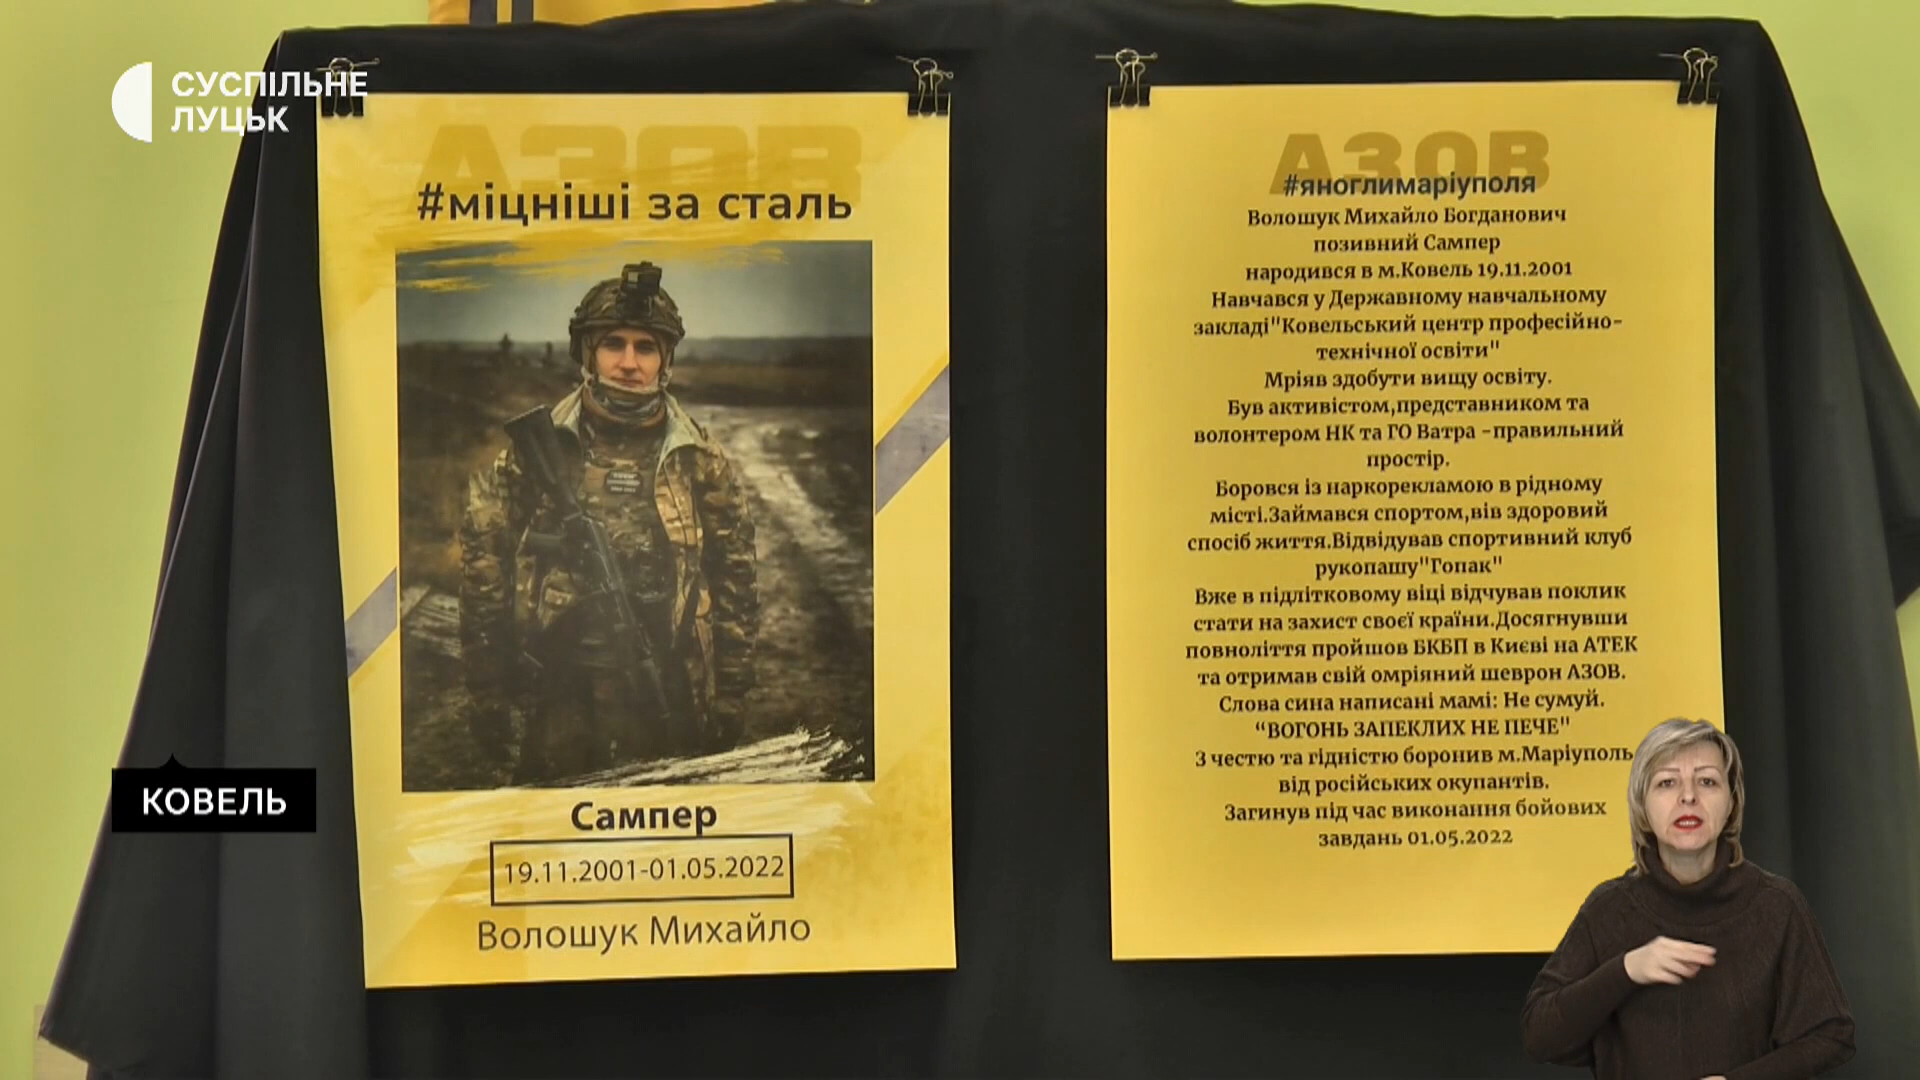 СУСПІЛЬНЕ
ЛУЦЬК
АЗОВ
#міцніші за сталь
Сампер
19.11.2001-01.05.2022
Волошук Михайло
АЗОВ
#яноглимаріуполя
Волошук Михайло Богданович
позивний Сампер
народився в м.Ковель 19.11.2001
Навчався у Державному навчальному
закладі"Ковельський центр професійно-
технічної освіти"
Мріяв здобути вищу освіту.
Був активістом,представником та
волонтером НК та ГО Ватра -правильний
простір.
Боровся із наркорекламою в рідному
місті.Займався спортом,вів здоровий
спосіб життя.Відвідував спортивний клуб
рукопашу"Гопак"
Вже в підлітковому віці відчував поклик
стати на захист своєї країни.Досягнувши
повноліття пройшов БКБП в Києві на АТЕК
та отримав свій омріяний шеврон АЗОВ.
Слова сина написані мамі: Не сумуй.
“ВОГОНЬ ЗАПЕКЛИХ НЕ ПЕЧЕ"
З честю та гідністю боронив м.Маріуполь
від російських окупантів.
Загинув під час виконання бойових
завдань 01.05.2022
КОВЕЛЬ